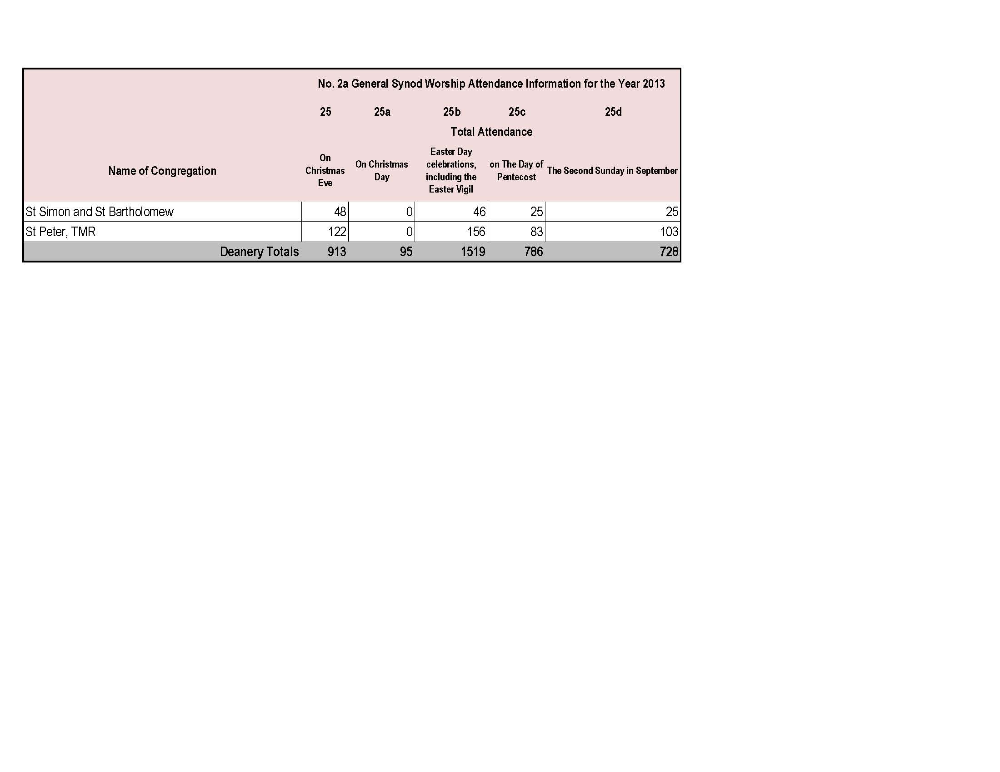 No. 2a General Synod Worship Attendance Information for the Year 2013
25 25a 25b 25c 25d
Total Attendance
Name of Congregation
On
Christmas
Eve
On Christmas
Day
Easter Day
celebrations,
including the
Easter Vigil
on The Day of
Pentecost
The Second Sunday in September
St Simon and St Bartholomew 48 0 46 25 25
St Peter, TMR 122 0 156 83 103
Deanery Totals 913 95 1519 786 728